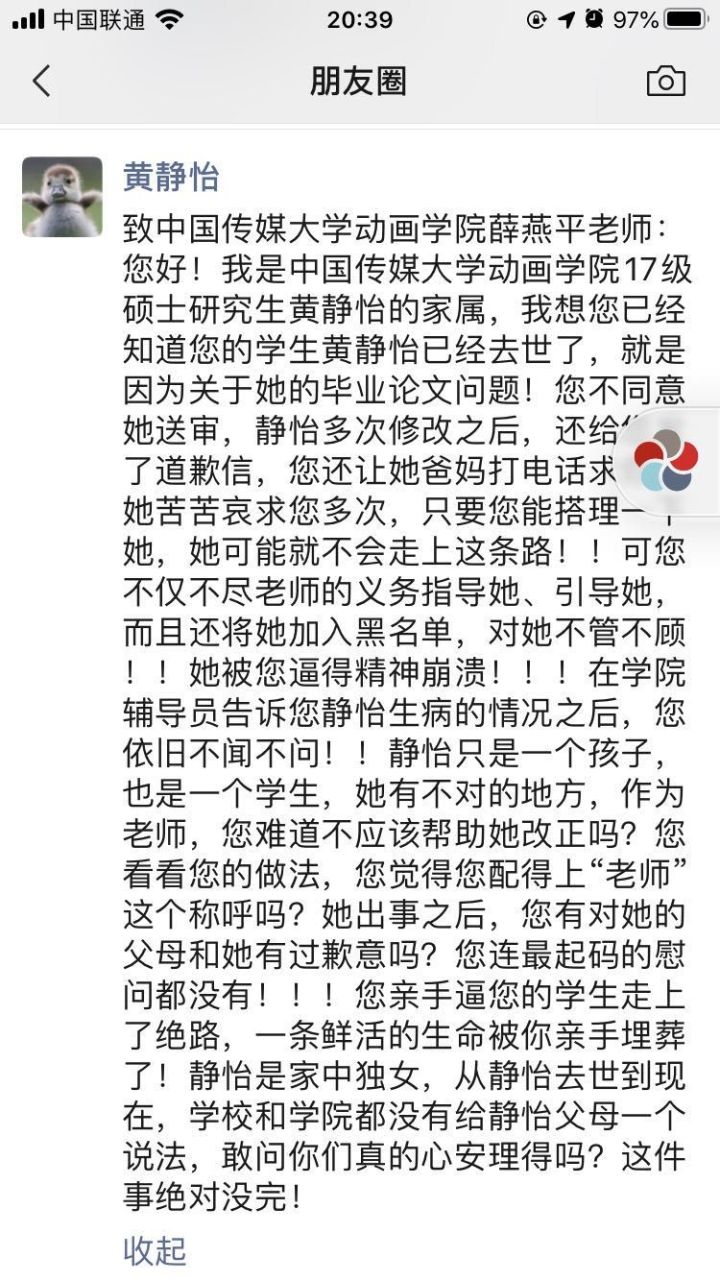 中国联通
20:39
97%
朋友圈
黄静怡
致中国传媒大学动画学院薛燕平老师：
您好！我是中国传媒大学动画学院17级
硕士研究生黄静怡的家属，我想您已经
知道您的学生黄静怡已经去世了，就是
因为关于她的毕业论文问题！您不同意
她送审，静怡多次修改之后，还给
了道歉信，您还让她爸妈打电话求
她苦苦哀求您多次，只要您能搭理一
她，她可能就不会走上这条路！！可您
不仅不尽老师的义务指导她、引导她，
而且还将她加入黑名单，对她不管不顾
！！她被您逼得精神崩溃！！！在学院
辅导员告诉您静怡生病的情况之后，您
依旧不闻不问！！静怡只是一个孩子，
也是一个学生，她有不对的地方，作为
老师，您难道不应该帮助她改正吗？您
看看您的做法，您觉得您配得上“老师”
这个称呼吗？她出事之后，您有对她的
父母和她有过歉意吗？您连最起码的慰
问都没有！！！您亲手逼您的学生走上
了绝路，一条鲜活的生命被你亲手埋葬
了！静怡是家中独女，从静怡去世到现
在，学校和学院都没有给静怡父母一个
说法，敢问你们真的心安理得吗？这件
事绝对没完！
收起